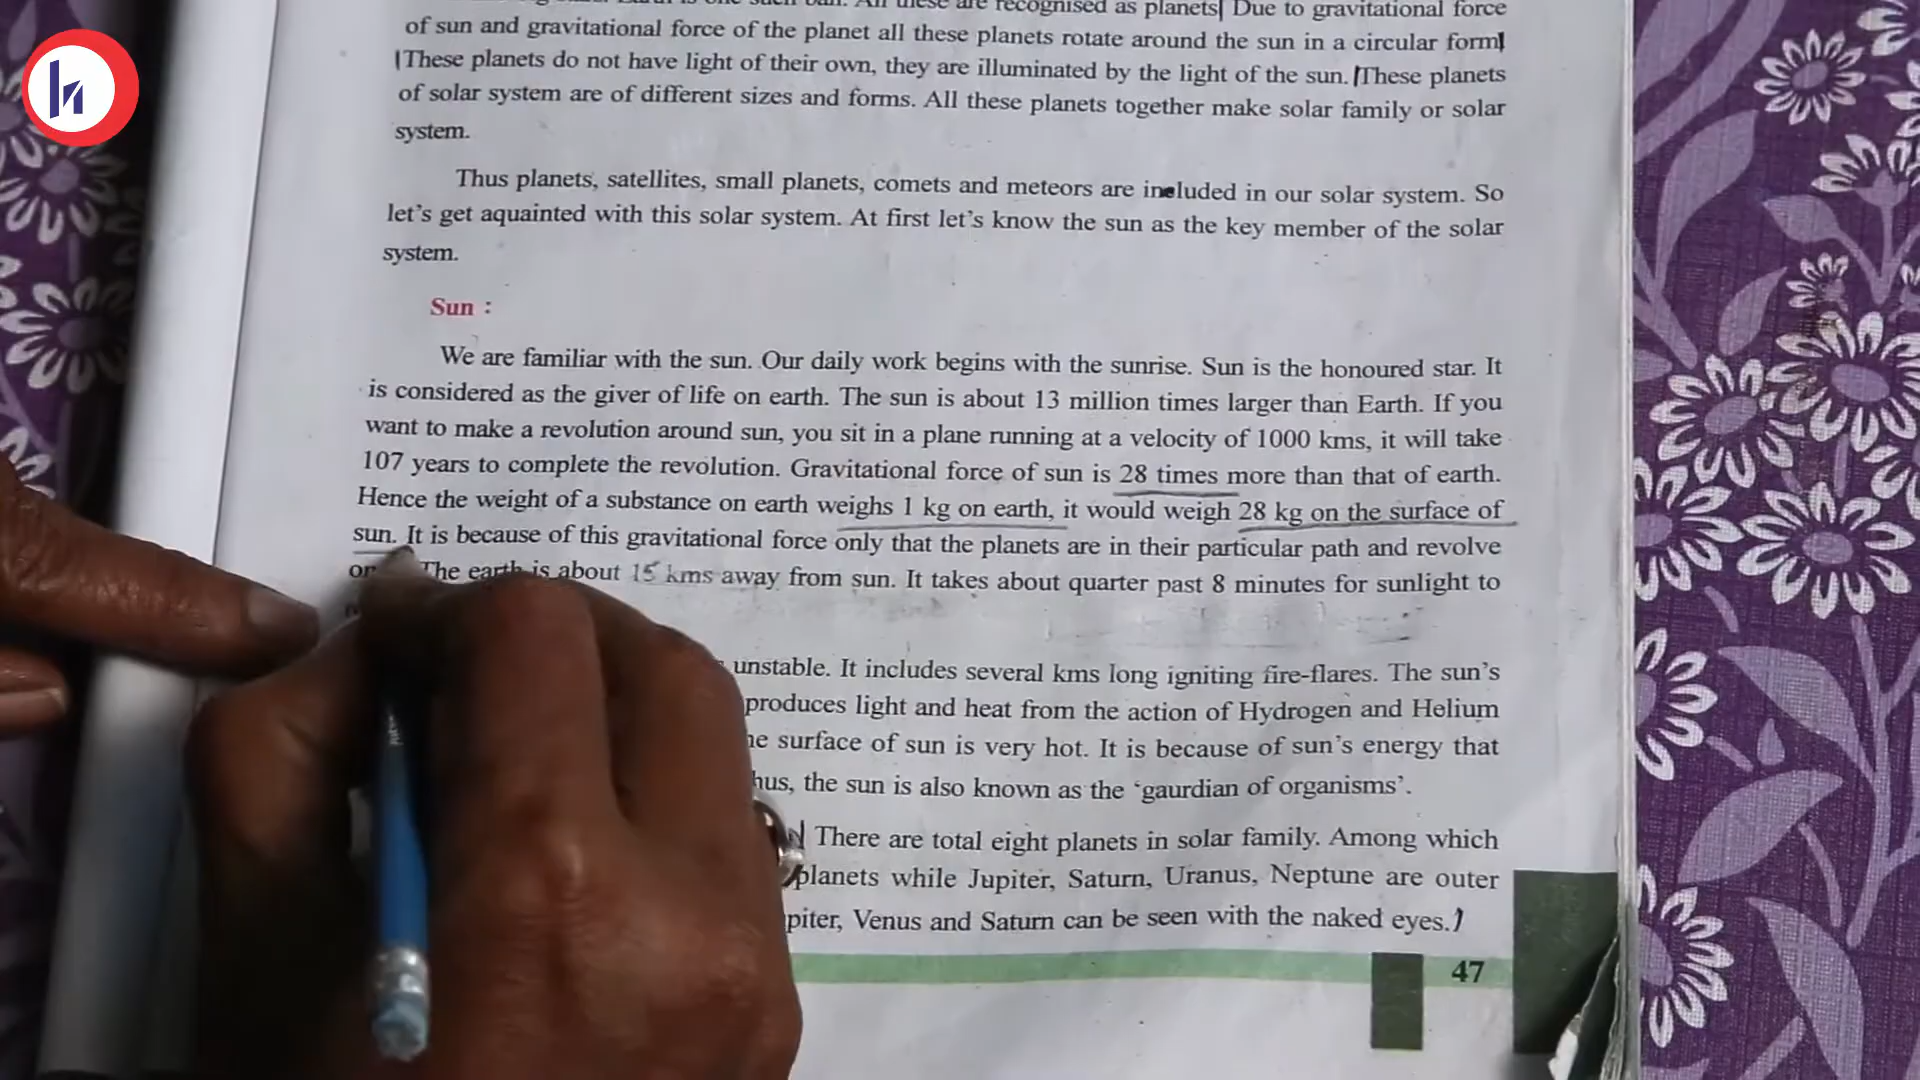 recognised as planets Due to gravitational force
of sun and gravitational force of the planet all these planets rotate around the sun in a circular form
These planets do not have light of their own, they are illuminated by the light of the sun. These planets
of solar system are of different sizes and forms. All these planets together make solar family or solar
system.
Thus planets, satellites, small planets, comets and meteors are included in our solar system. So
let's get aquainted with this solar system. At first let's know the sun as the key member of the solar
system.
Sun :
We are familiar with the sun. Our daily work begins with the sunrise. Sun is the honoured star. It
is considered as the giver of life on earth. The sun is about 13 million times larger than Earth. If you
want to make a revolution around sun, you sit in a plane running at a velocity of 1000 kms, it will take
107 years to complete the revolution. Gravitational force of sun is 28 times more than that of earth.
Hence the weight of a substance on earth weighs 1 kg on earth, it would weigh 28 kg on the surface of
sun. It is because of this gravitational force only that the planets are in their particular path and revolve
The earth is about 15 kms away from sun. It takes about quarter past 8 minutes for sunlight to
unstable. It includes several kms long igniting fire-flares. The sun's
produces light and heat from the action of Hydrogen and Helium
surface of sun is very hot. It is because of sun's energy that
the sun is also known as the 'gaurdian of organisms'.
There are total eight planets in solar family. Among which
planets while Jupiter, Saturn, Uranus, Neptune are outer
Venus and Saturn can be seen with the naked eyes.
47